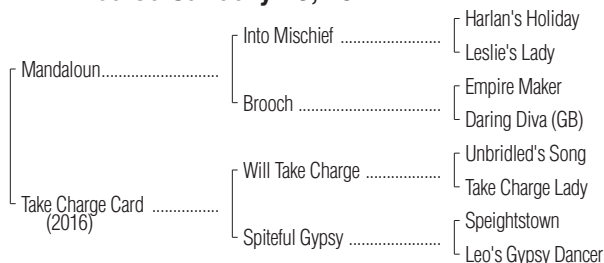 Harlan's Holiday
Into Mischief
Leslie's Lady
Mandaloun
Empire Maker
Brooch
Daring Diva (GB)
Unbridled's Song
Will Take Charge
Take Charge Lady
Take Charge Card
(2016)
Speightstown
Spiteful Gypsy
Leo's Gypsy Dancer